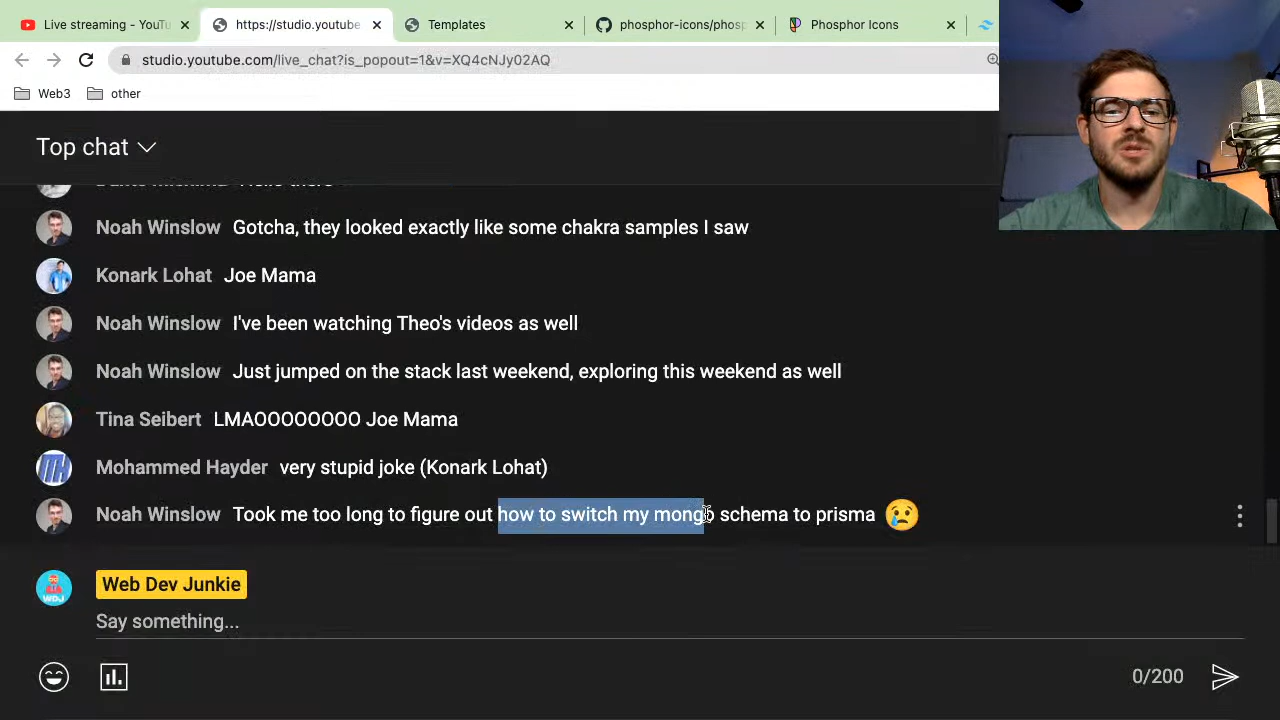 Live streaming - YouTu
https://studio.youtube
Templates
phosphor-icons/phosp
Phosphor Icons
studio.youtube.com/live_chat?is_popout=1&v=XQ4cNJy02AQ
Web3
other
Top chat
Noah Winslow Gotcha, they looked exactly like some chakra samples I saw
Konark Lohat Joe Mama
Noah Winslow I've been watching Theo's videos as well
Noah Winslow Just jumped on the stack last weekend, exploring this weekend as well
Tina Seibert LMAOOOOOOOO Joe Mama
Mohammed Hayder very stupid joke (Konark Lohat)
Noah Winslow Took me too long to figure out how to switch my mongo schema to prisma 😢
WDJ
Web Dev Junkie
Say something...
0/200